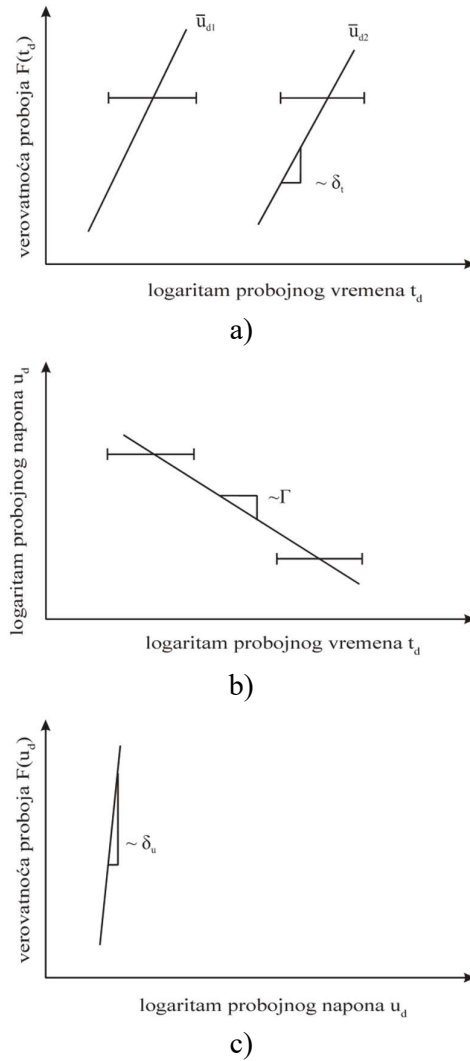 verovatnoća proboja F(t_d)
ū_d1
ū_d2
~ δ_t
logaritam probojnog vremena t_d
a)
logaritam probojnog napona u_d
~Γ
logaritam probojnog vremena t_d
b)
verovatnoća proboja F(u_d)
~ δ_u
logaritam probojnog napona u_d
c)